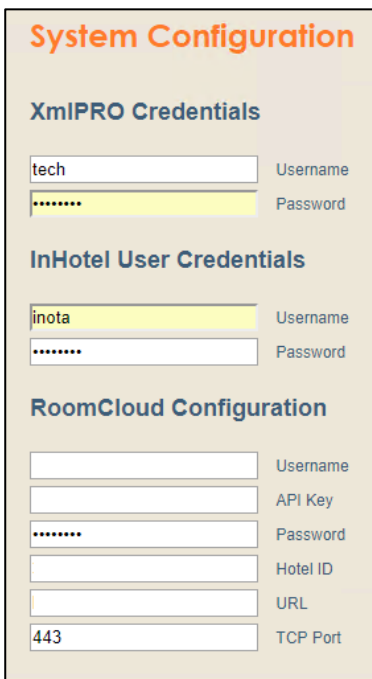 System Configuration
XmlPRO Credentials
tech Username
•••••••• Password
InHotel User Credentials
inota Username
•••••••• Password
RoomCloud Configuration
Username
API Key
•••••••• Password
Hotel ID
URL
443 TCP Port